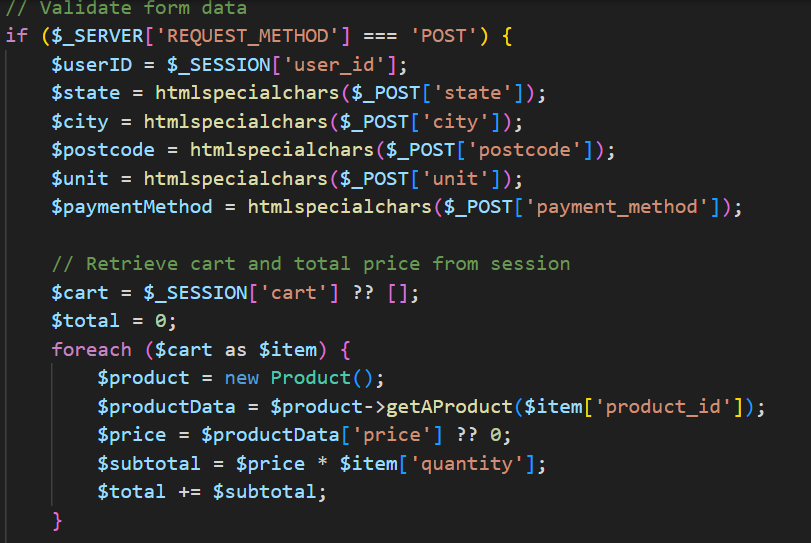 // Validate form data
if ($_SERVER['REQUEST_METHOD'] === 'POST') {
    $userID = $_SESSION['user_id'];
    $state = htmlspecialchars($_POST['state']);
    $city = htmlspecialchars($_POST['city']);
    $postcode = htmlspecialchars($_POST['postcode']);
    $unit = htmlspecialchars($_POST['unit']);
    $paymentMethod = htmlspecialchars($_POST['payment_method']);

    // Retrieve cart and total price from session
    $cart = $_SESSION['cart'] ?? [];
    $total = 0;
    foreach ($cart as $item) {
        $product = new Product();
        $productData = $product->getAProduct($item['product_id']);
        $price = $productData['price'] ?? 0;
        $subtotal = $price * $item['quantity'];
        $total += $subtotal;
    }